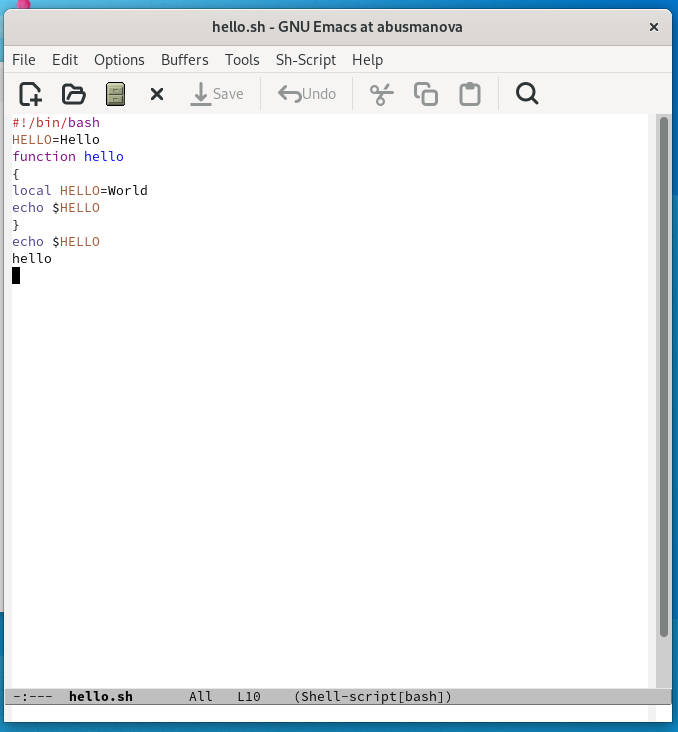 hello.sh - GNU Emacs at abusmanova
File Edit Options Buffers Tools Sh-Script Help
Save Undo
#!/bin/bash
HELLO=Hello
function hello
{
local HELLO=World
echo $HELLO
}
echo $HELLO
hello
-:--- hello.sh All L10 (Shell-script[bash])